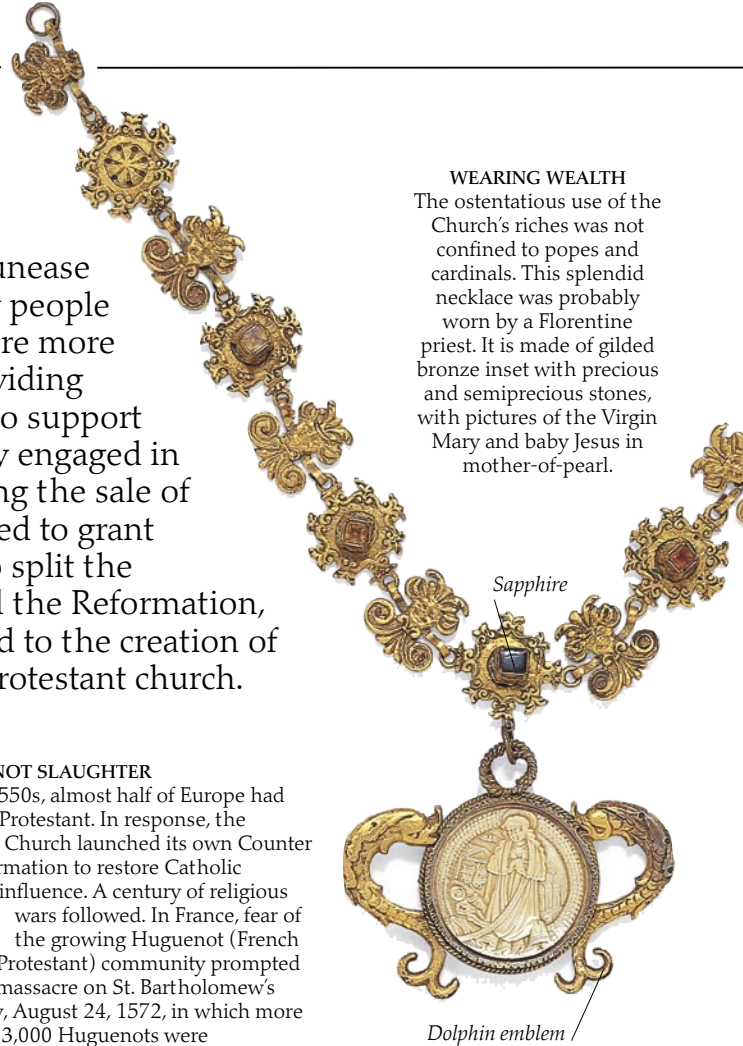 WEARING WEALTH
The ostentatious use of the
Church’s riches was not
confined to popes and
cardinals. This splendid
necklace was probably
worn by a Florentine
priest. It is made of gilded
bronze inset with precious
and semiprecious stones,
with pictures of the Virgin
Mary and baby Jesus in
mother-of-pearl.
unease
people
re more
viding
o support
y engaged in
ng the sale of
ed to grant
split the
the Reformation,
d to the creation of
rotestant church.
Sapphire
NOT SLAUGHTER
550s, almost half of Europe had
Protestant. In response, the
Church launched its own Counter
rmation to restore Catholic
influence. A century of religious
wars followed. In France, fear of
the growing Huguenot (French
Protestant) community prompted
massacre on St. Bartholomew’s
y, August 24, 1572, in which more
3,000 Huguenots were
Dolphin emblem